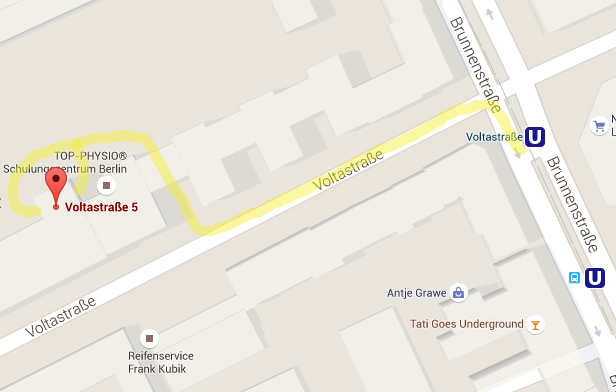 Brunnenstraße
Voltastraße
U
N
L
TOP-PHYSIO®
Schulungszentrum Berlin
Voltastraße
Voltastraße 5
Brunnenstraße
U
Antje Grawe
Voltastraße
Tati Goes Underground
Reifenservice
Frank Kubik